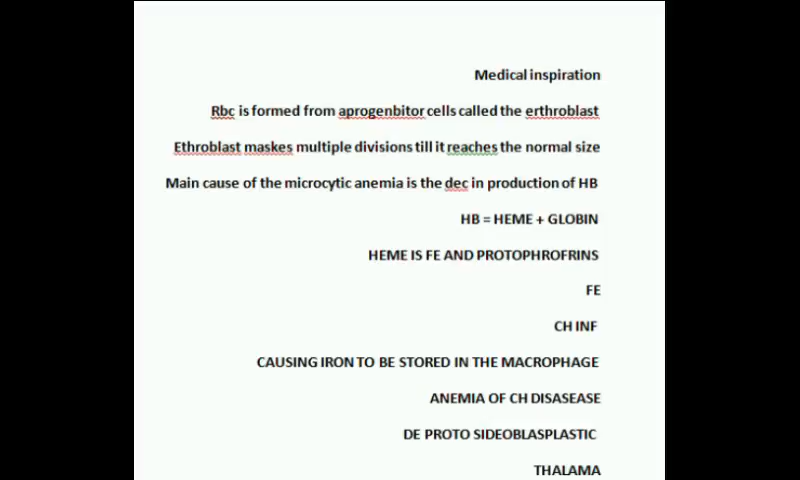 Medical inspiration
Rbc is formed from aprogenbitor cells called the erthroblast
Ethroblast maskes multiple divisions till it reaches the normal size
Main cause of the microcytic anemia is the dec in production of HB
HB = HEME + GLOBIN
HEME IS FE AND PROTOPHROFRINS
FE
CH INF
CAUSING IRON TO BE STORED IN THE MACROPHAGE
ANEMIA OF CH DISASEASE
DE PROTO SIDEOBLASPLASTIC
THALAMA